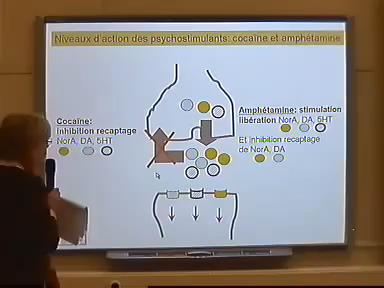 Niveaux d'action des psychostimulants: cocaïne et amphétamine
Cocaïne:
inhibition recaptage
NorA, DA, 5HT
Amphétamine: stimulation
libération NorA, DA, 5HT
Et Inhibition recaptage
de NorA, DA